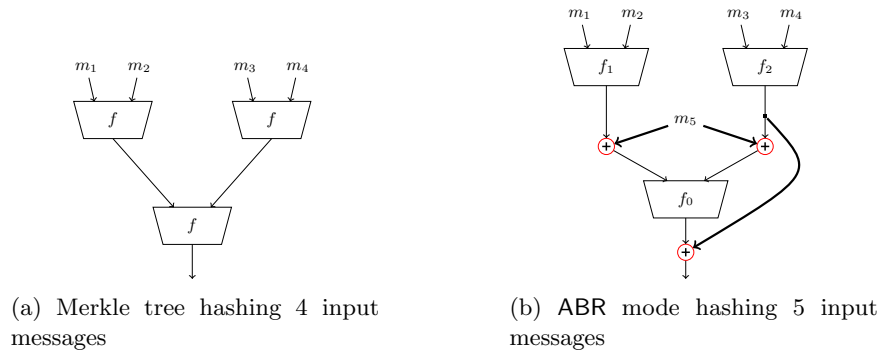 m₁ m₂ m₃ m₄
f f
f
(a) Merkle tree hashing 4 input
messages
m₁ m₂ m₃ m₄
f₁ f₂
m₅
+ +
f₀
+
(b) ABR mode hashing 5 input
messages